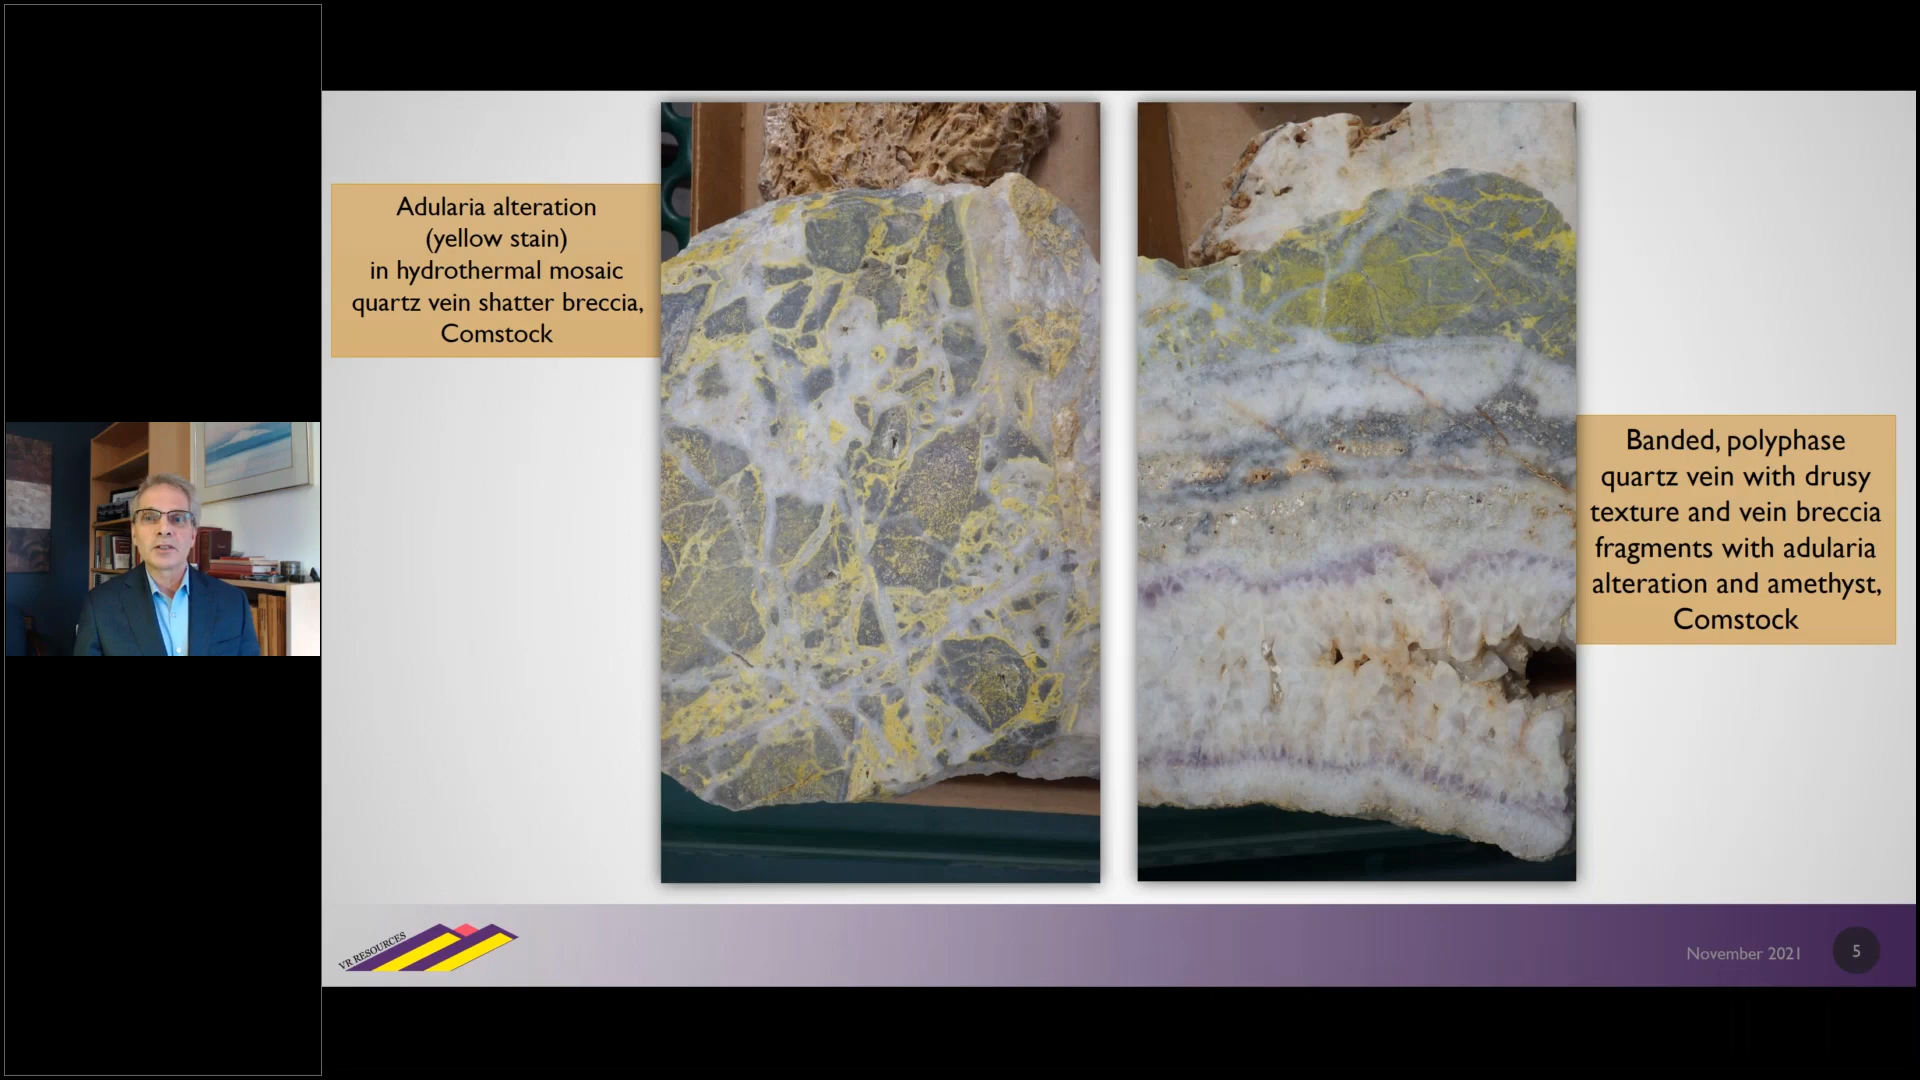 Adularia alteration
(yellow stain)
in hydrothermal mosaic
quartz vein shatter breccia,
Comstock
Banded, polyphase
quartz vein with drusy
texture and vein breccia
fragments with adularia
alteration and amethyst,
Comstock
VR RESOURCES
November 2021
5